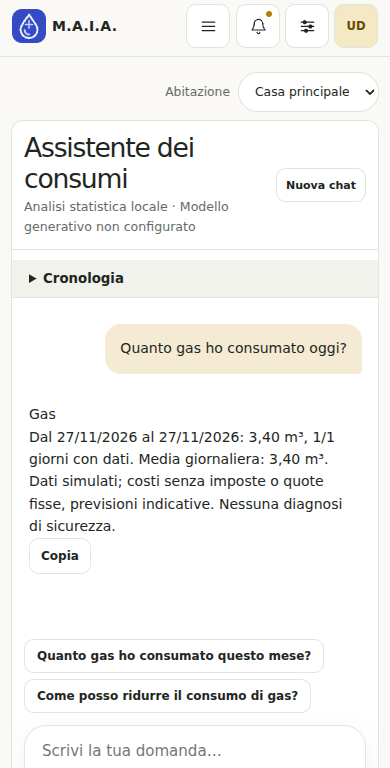 M.A.I.A.
UD
Abitazione
Casa principale
Assistente dei
consumi
Analisi statistica locale · Modello
generativo non configurato
Nuova chat
Cronologia
Quanto gas ho consumato oggi?
Gas
Dal 27/11/2026 al 27/11/2026: 3,40 m³, 1/1
giorni con dati. Media giornaliera: 3,40 m³.
Dati simulati; costi senza imposte o quote
fisse, previsioni indicative. Nessuna diagnosi
di sicurezza.
Copia
Quanto gas ho consumato questo mese?
Come posso ridurre il consumo di gas?
Scrivi la tua domanda...